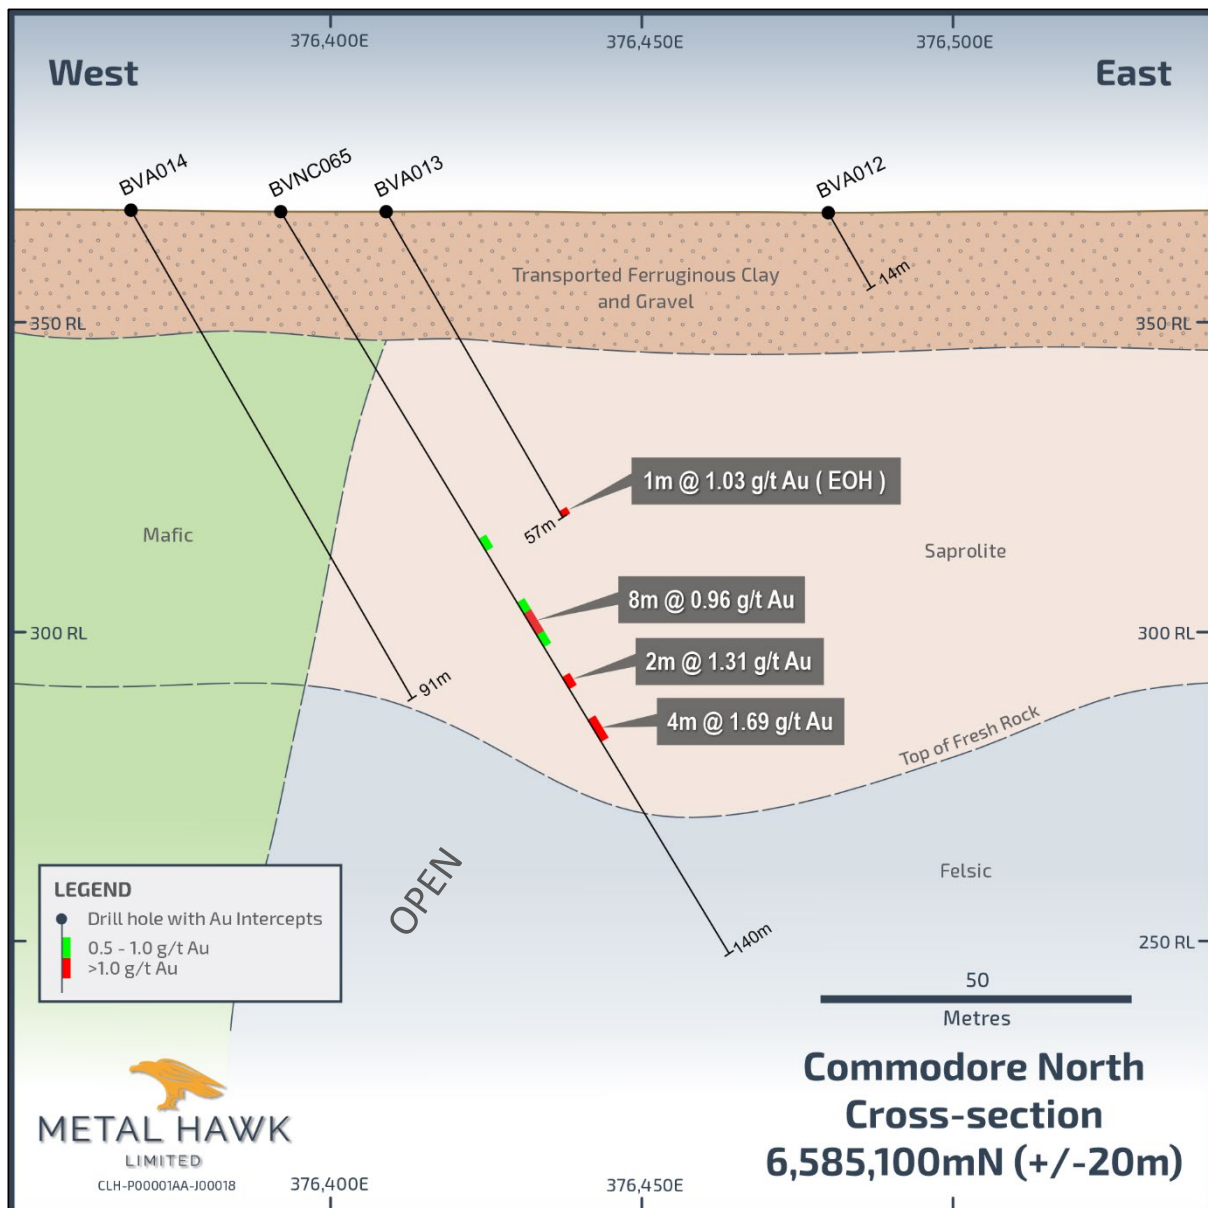 376,400E
376,450E
376,500E
West
East
BVA014
BVNC065
BVA013
BVA012
14m
Transported Ferruginous Clay
and Gravel
350 RL
350 RL
1m @ 1.03 g/t Au ( EOH )
57m
Mafic
Saprolite
8m @ 0.96 g/t Au
300 RL
300 RL
2m @ 1.31 g/t Au
91m
4m @ 1.69 g/t Au
Top of Fresh Rock
Felsic
OPEN
LEGEND
Drill hole with Au Intercepts
0.5 - 1.0 g/t Au
>1.0 g/t Au
140m
250 RL
50
Metres
Commodore North
Cross-section
6,585,100mN (+/-20m)
METAL HAWK
LIMITED
CLH-P00001AA-J00018
376,400E
376,450E